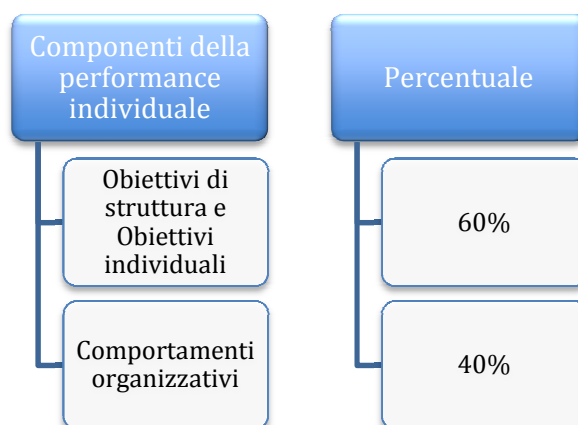 Componenti della
performance
individuale
Percentuale
Obiettivi di
struttura e
Obiettivi
individuali
60%
Comportamenti
organizzativi
40%